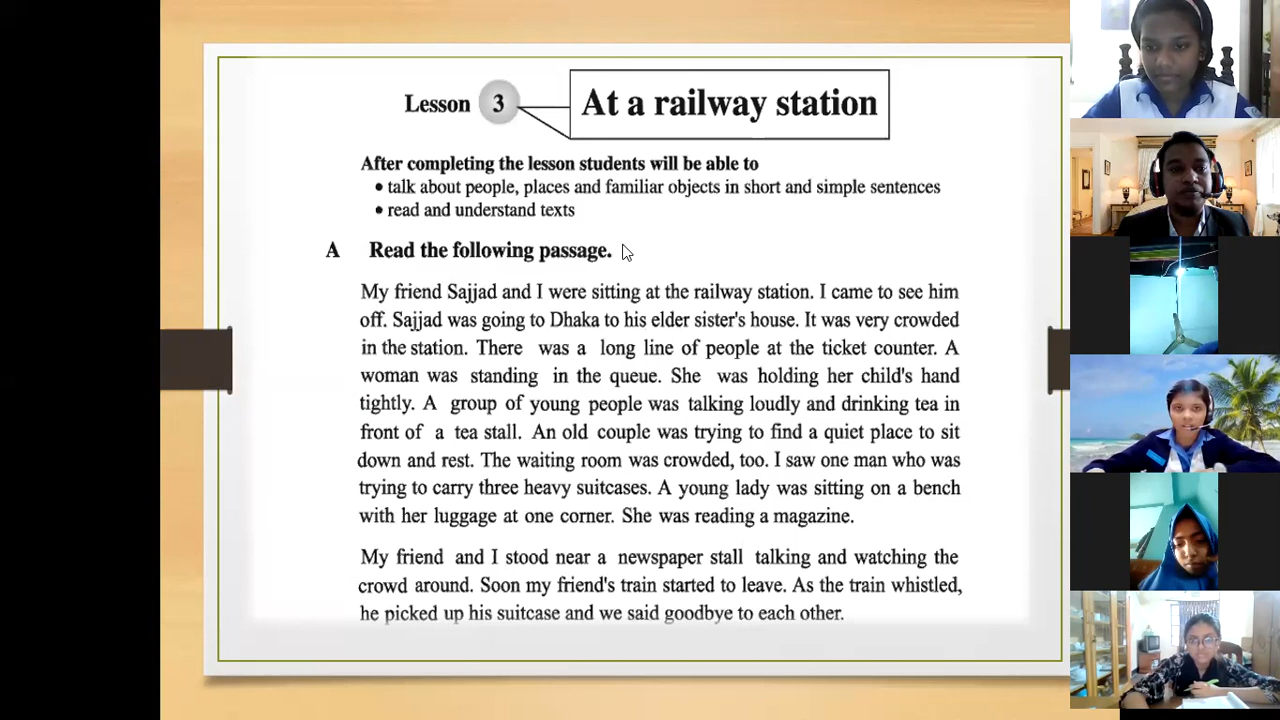 Lesson 3 At a railway station
After completing the lesson students will be able to
• talk about people, places and familiar objects in short and simple sentences
• read and understand texts
A Read the following passage.
My friend Sajjad and I were sitting at the railway station. I came to see him
off. Sajjad was going to Dhaka to his elder sister's house. It was very crowded
in the station. There was a long line of people at the ticket counter. A
woman was standing in the queue. She was holding her child's hand
tightly. A group of young people was talking loudly and drinking tea in
front of a tea stall. An old couple was trying to find a quiet place to sit
down and rest. The waiting room was crowded, too. I saw one man who was
trying to carry three heavy suitcases. A young lady was sitting on a bench
with her luggage at one corner. She was reading a magazine.
My friend and I stood near a newspaper stall talking and watching the
crowd around. Soon my friend's train started to leave. As the train whistled,
he picked up his suitcase and we said goodbye to each other.